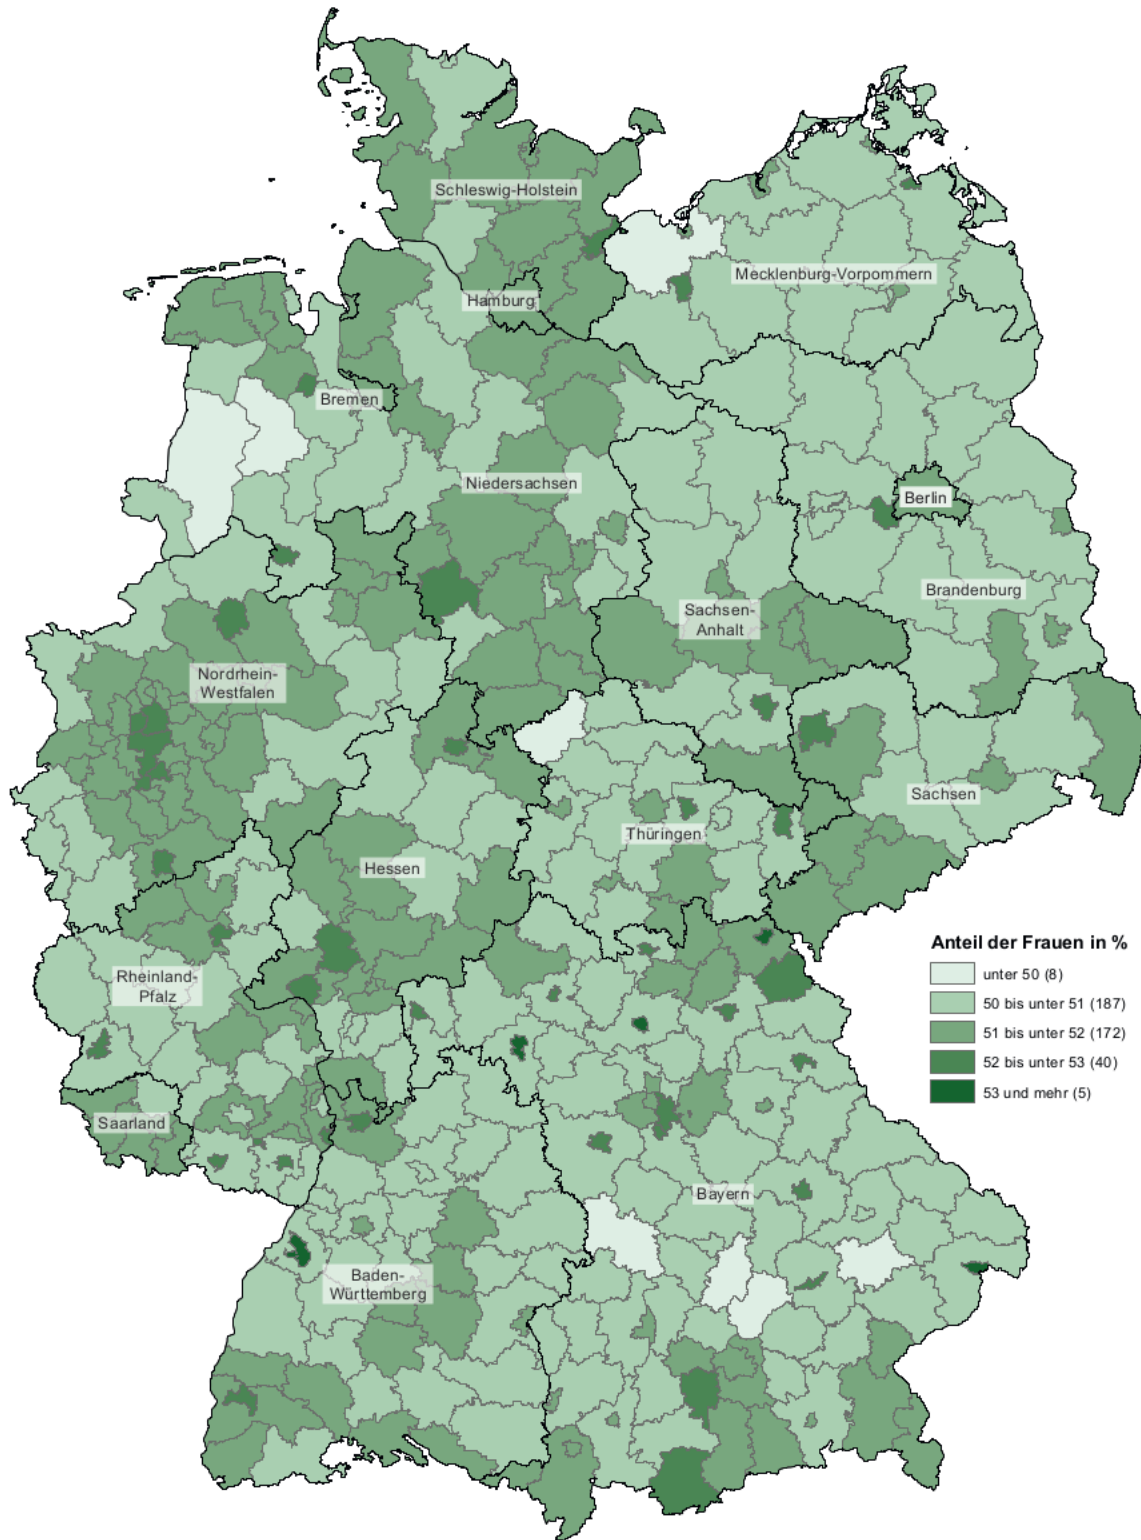 Schleswig-Holstein
Mecklenburg-Vorpommern
Hamburg
Bremen
Niedersachsen
Berlin
Brandenburg
Sachsen-
Anhalt
Nordrhein-
Westfalen
Sachsen
Thüringen
Hessen
Rheinland-
Pfalz
Saarland
Bayern
Baden-
Württemberg
Anteil der Frauen in %
unter 50 (8)
50 bis unter 51 (187)
51 bis unter 52 (172)
52 bis unter 53 (40)
53 und mehr (5)